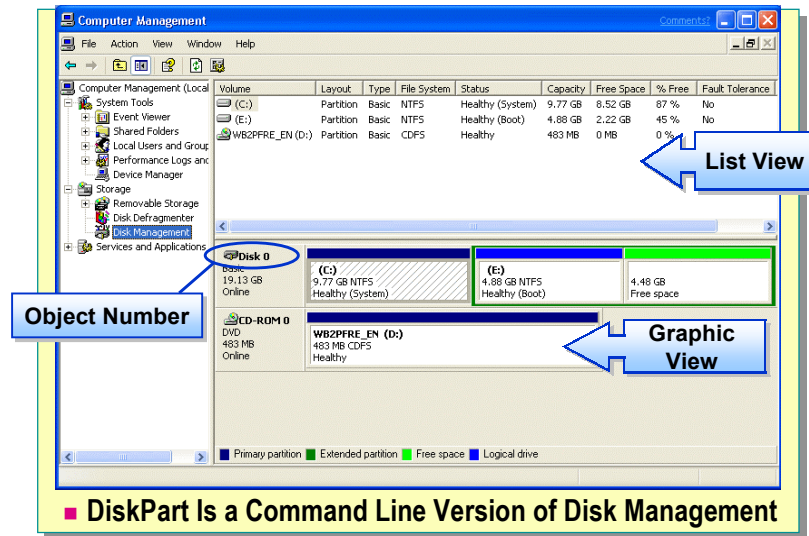 Computer Management
Comments?
File Action View Window Help
Computer Management (Local
System Tools
Event Viewer
Shared Folders
Local Users and Group
Performance Logs and
Device Manager
Storage
Removable Storage
Disk Defragmenter
Disk Management
Services and Applications
Volume Layout Type File System Status Capacity Free Space % Free Fault Tolerance
(C:) Partition Basic NTFS Healthy (System) 9.77 GB 8.52 GB 87 % No
(E:) Partition Basic NTFS Healthy (Boot) 4.88 GB 2.22 GB 45 % No
WB2PFRE_EN (D:) Partition Basic CDFS Healthy 483 MB 0 MB 0 %
List View
Disk 0
Basic
19.13 GB
Online
(C:)
9.77 GB NTFS
Healthy (System)
(E:)
4.88 GB NTFS
Healthy (Boot)
4.48 GB
Free space
Object Number
CD-ROM 0
DVD
483 MB
Online
WB2PFRE_EN (D:)
483 MB CDFS
Healthy
Graphic
View
Primary partition Extended partition Free space Logical drive
DiskPart Is a Command Line Version of Disk Management